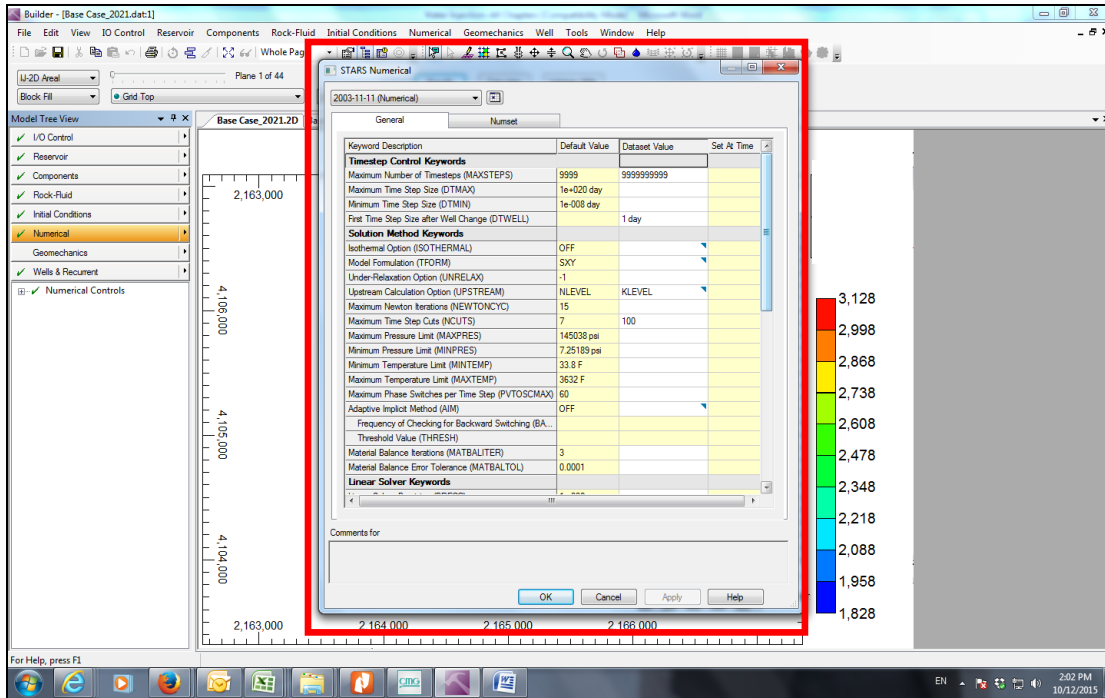 Builder - [Base Case_2021.dat:1]
File Edit View IO Control Reservoir Components Rock-Fluid Initial Conditions Numerical Geomechanics Well Tools Window Help
Whole Pag
IJ-2D Areal
Plane 1 of 44
Block Fill
Grid Top
Model Tree View
Base Case_2021.2D
I/O Control
Reservoir
Components
Rock-Fluid
Initial Conditions
Numerical
Geomechanics
Wells & Recurrent
Numerical Controls
2,163,000
4,106,000
4,105,000
4,104,000
2,163,000 2,164,000 2,165,000 2,166,000
STARS Numerical
2003-11-11 (Numerical)
General Numset
Keyword Description Default Value Dataset Value Set At Time
Timestep Control Keywords
Maximum Number of Timesteps (MAXSTEPS) 9999 9999999999
Maximum Time Step Size (DTMAX) 1e+020 day
Minimum Time Step Size (DTMIN) 1e-008 day
First Time Step Size after Well Change (DTWELL) 1 day
Solution Method Keywords
Isothermal Option (ISOTHERMAL) OFF
Model Formulation (TFORM) SXY
Under-Relaxation Option (UNRELAX) -1
Upstream Calculation Option (UPSTREAM) NLEVEL KLEVEL
Maximum Newton Iterations (NEWTONCYC) 15
Maximum Time Step Cuts (NCUTS) 7 100
Maximum Pressure Limit (MAXPRES) 145038 psi
Minimum Pressure Limit (MINPRES) 7.25189 psi
Minimum Temperature Limit (MINTEMP) 33.8 F
Maximum Temperature Limit (MAXTEMP) 3632 F
Maximum Phase Switches per Time Step (PVTOSCMAX) 60
Adaptive Implicit Method (AIM) OFF
Frequency of Checking for Backward Switching (BA...
Threshold Value (THRESH)
Material Balance Iterations (MATBALITER) 3
Material Balance Error Tolerance (MATBALTOL) 0.0001
Linear Solver Keywords
Comments for
OK Cancel Apply Help
3,128
2,998
2,868
2,738
2,608
2,478
2,348
2,218
2,088
1,958
1,828
For Help, press F1
CMG
EN
2:02 PM
10/12/2015